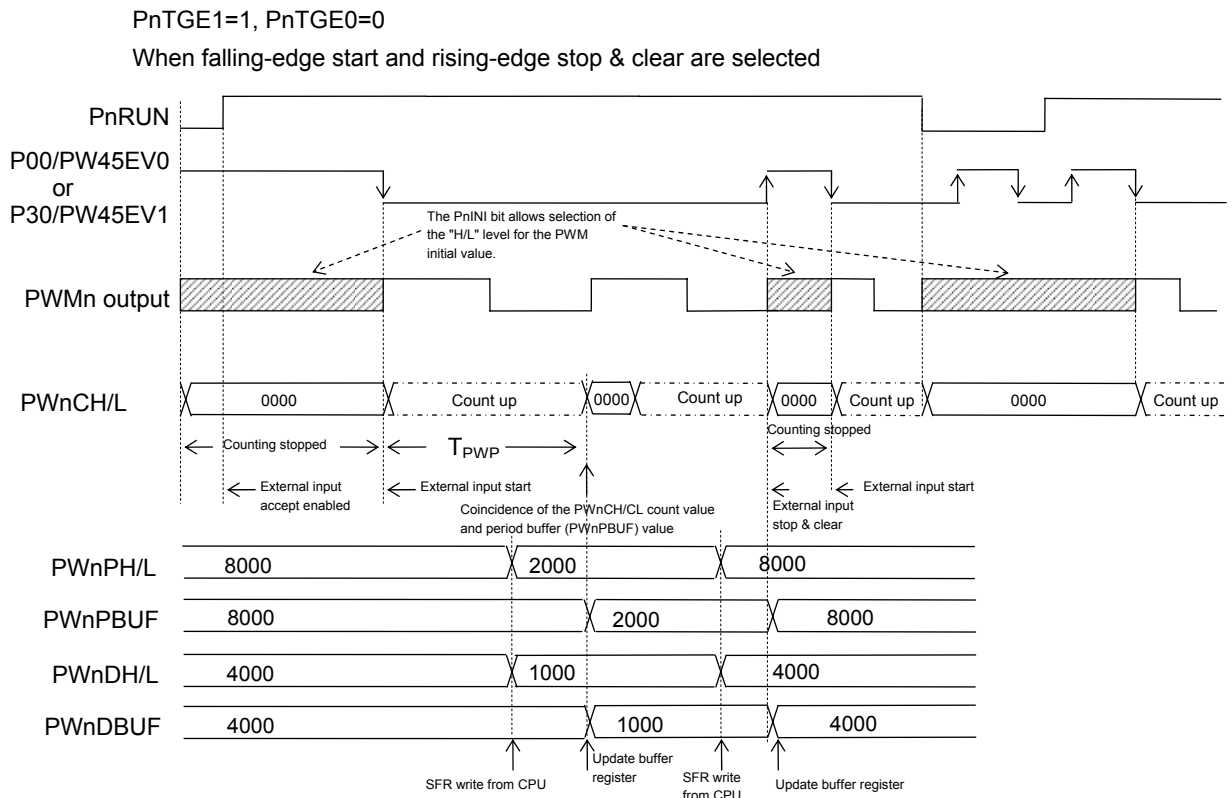 PnTGE1=1, PnTGE0=0
When falling-edge start and rising-edge stop & clear are selected
PnRUN
P00/PW45EV0
or
P30/PW45EV1
The PnINI bit allows selection of
the "H/L" level for the PWM
initial value.
PWMn output
PWnCH/L
0000
Count up
0000
Count up
0000
Count up
0000
Count up
Counting stopped
TPWP
Counting stopped
External input
accept enabled
External input start
Coincidence of the PWnCH/CL count value
and period buffer (PWnPBUF) value
External input
stop & clear
External input start
PWnPH/L
8000
2000
8000
PWnPBUF
8000
2000
8000
PWnDH/L
4000
1000
4000
PWnDBUF
4000
1000
4000
SFR write from CPU
Update buffer
register
SFR write
from CPU
Update buffer register